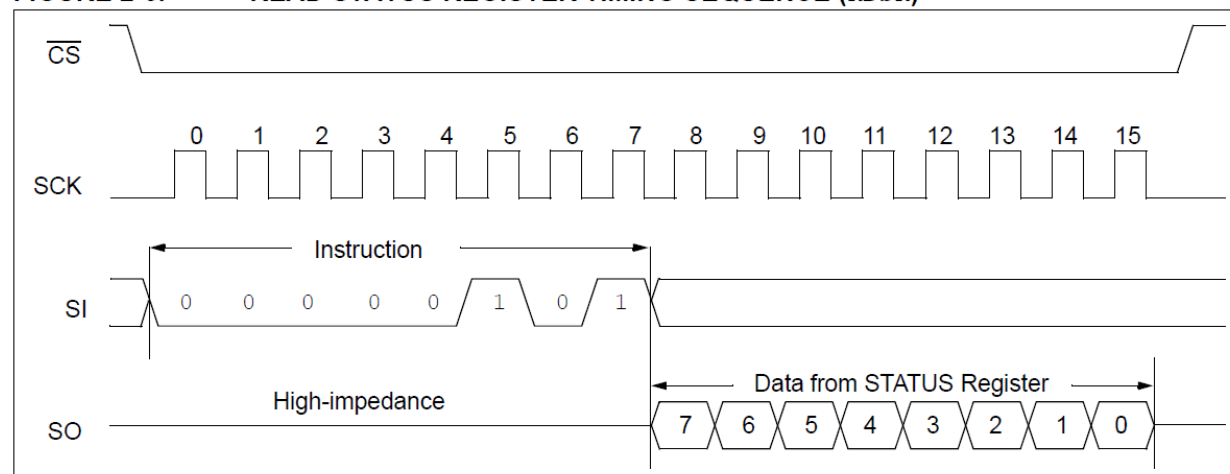 CS
0 1 2 3 4 5 6 7 8 9 10 11 12 13 14 15
SCK
Instruction
SI 0 0 0 0 0 1 0 1
Data from STATUS Register
High-impedance
SO 7 6 5 4 3 2 1 0